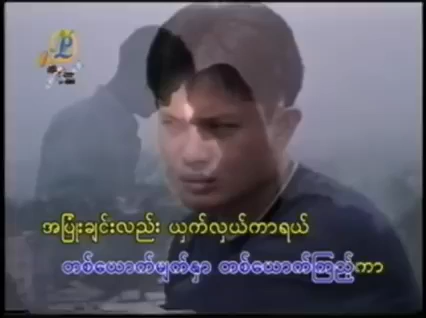 အပြုံးချင်းလည်း ယှက်လှယ်ကာရယ်
တစ်ယောက်မျက်နှာ တစ်ယောက်ကြည့်ကာ